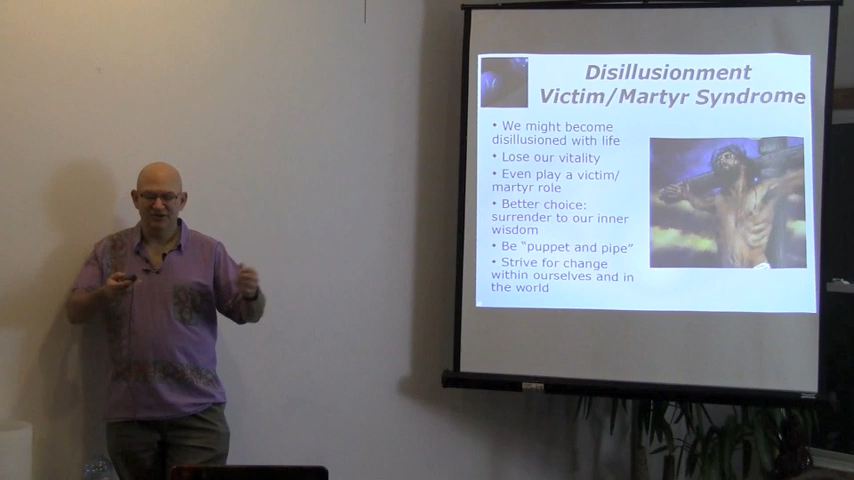 Disillusionment
Victim/Martyr Syndrome
• We might become
disillusioned with life
• Lose our vitality
• Even play a victim/
martyr role
• Better choice:
surrender to our inner
wisdom
• Be “puppet and pipe”
• Strive for change
within ourselves and in
the world